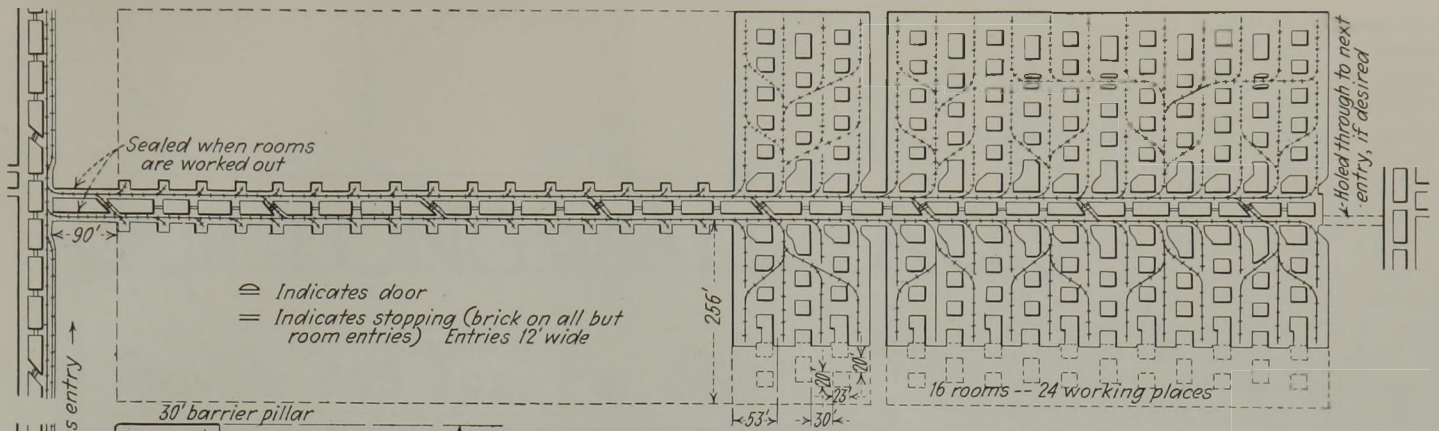 Sealed when rooms
are worked out
90'
Indicates door
Indicates stopping (brick on all but
room entries) Entries 12' wide
256'
20'
20'
23'
53'
30'
16 rooms -- 24 working places
Holed through to next
entry, if desired
30' barrier pillar
s entry